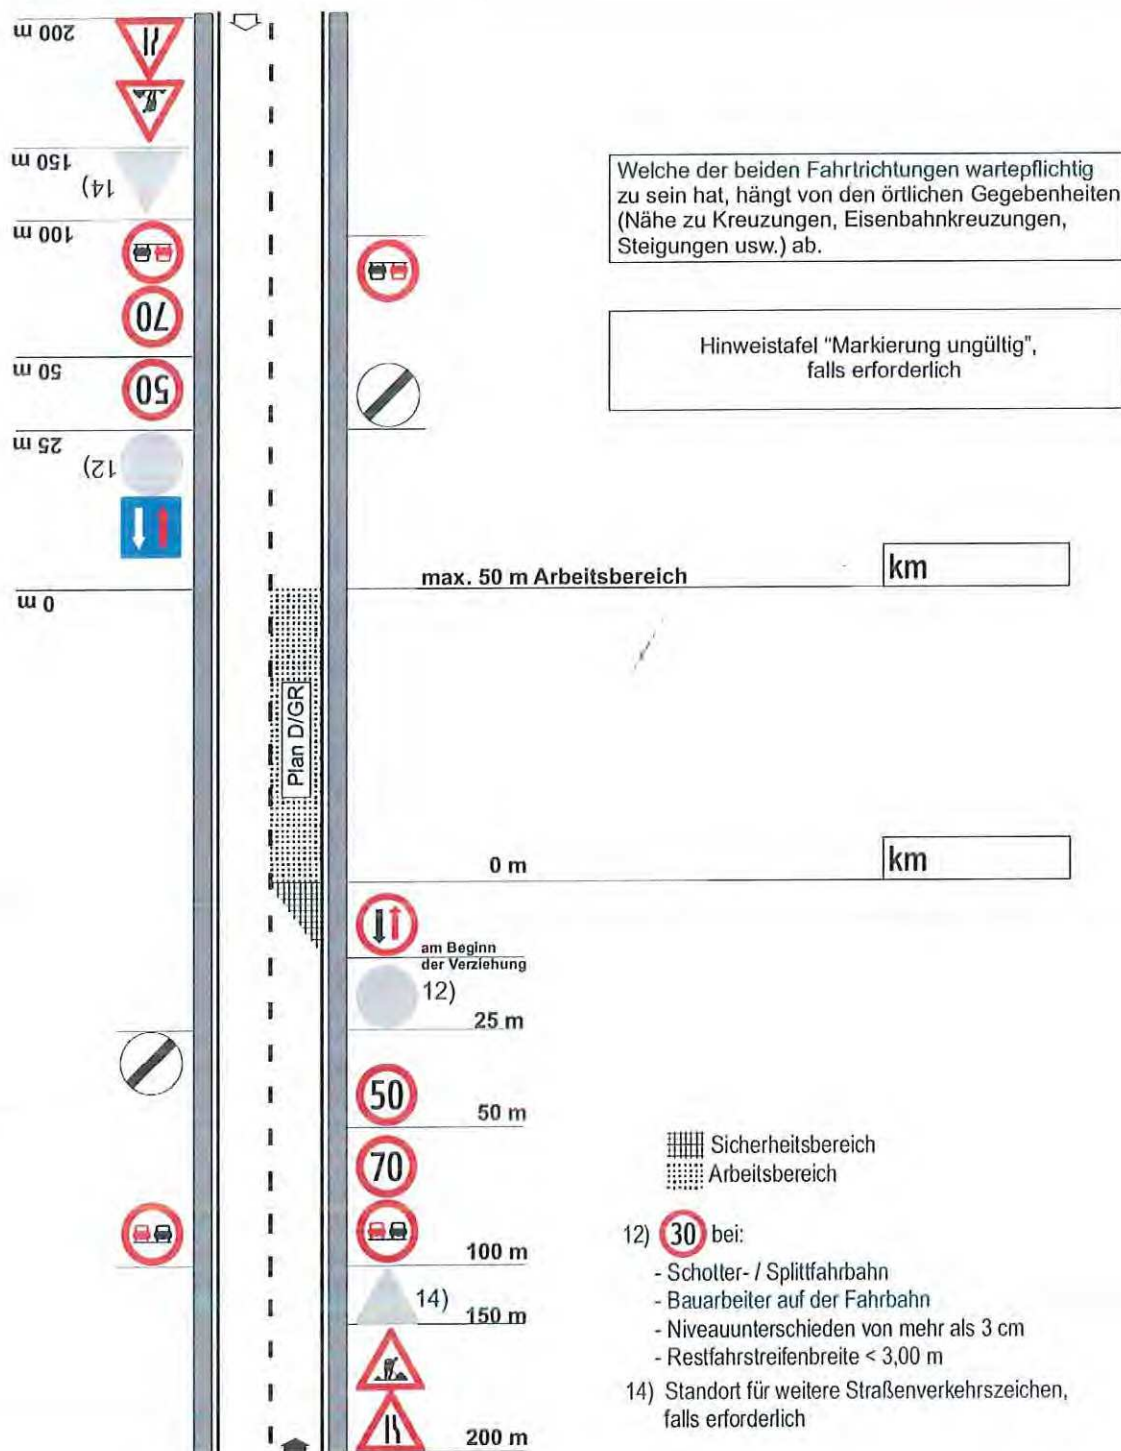 200 m
150 m
14)
100 m
70
50 m
50
25 m
12)
0 m
Welche der beiden Fahrtrichtungen wartepflichtig
zu sein hat, hängt von den örtlichen Gegebenheiten
(Nähe zu Kreuzungen, Eisenbahnkreuzungen,
Steigungen usw.) ab.
Hinweistafel "Markierung ungültig",
falls erforderlich
max. 50 m Arbeitsbereich
km
Plan D/GR
0 m
km
am Beginn
der Verziehung
12)
25 m
50
50 m
70
100 m
14)
150 m
200 m
Sicherheitsbereich
Arbeitsbereich
12) 30 bei:
- Schotter- / Splittfahrbahn
- Bauarbeiter auf der Fahrbahn
- Niveauunterschieden von mehr als 3 cm
- Restfahrstreifenbreite < 3,00 m
14) Standort für weitere Straßenverkehrszeichen,
falls erforderlich